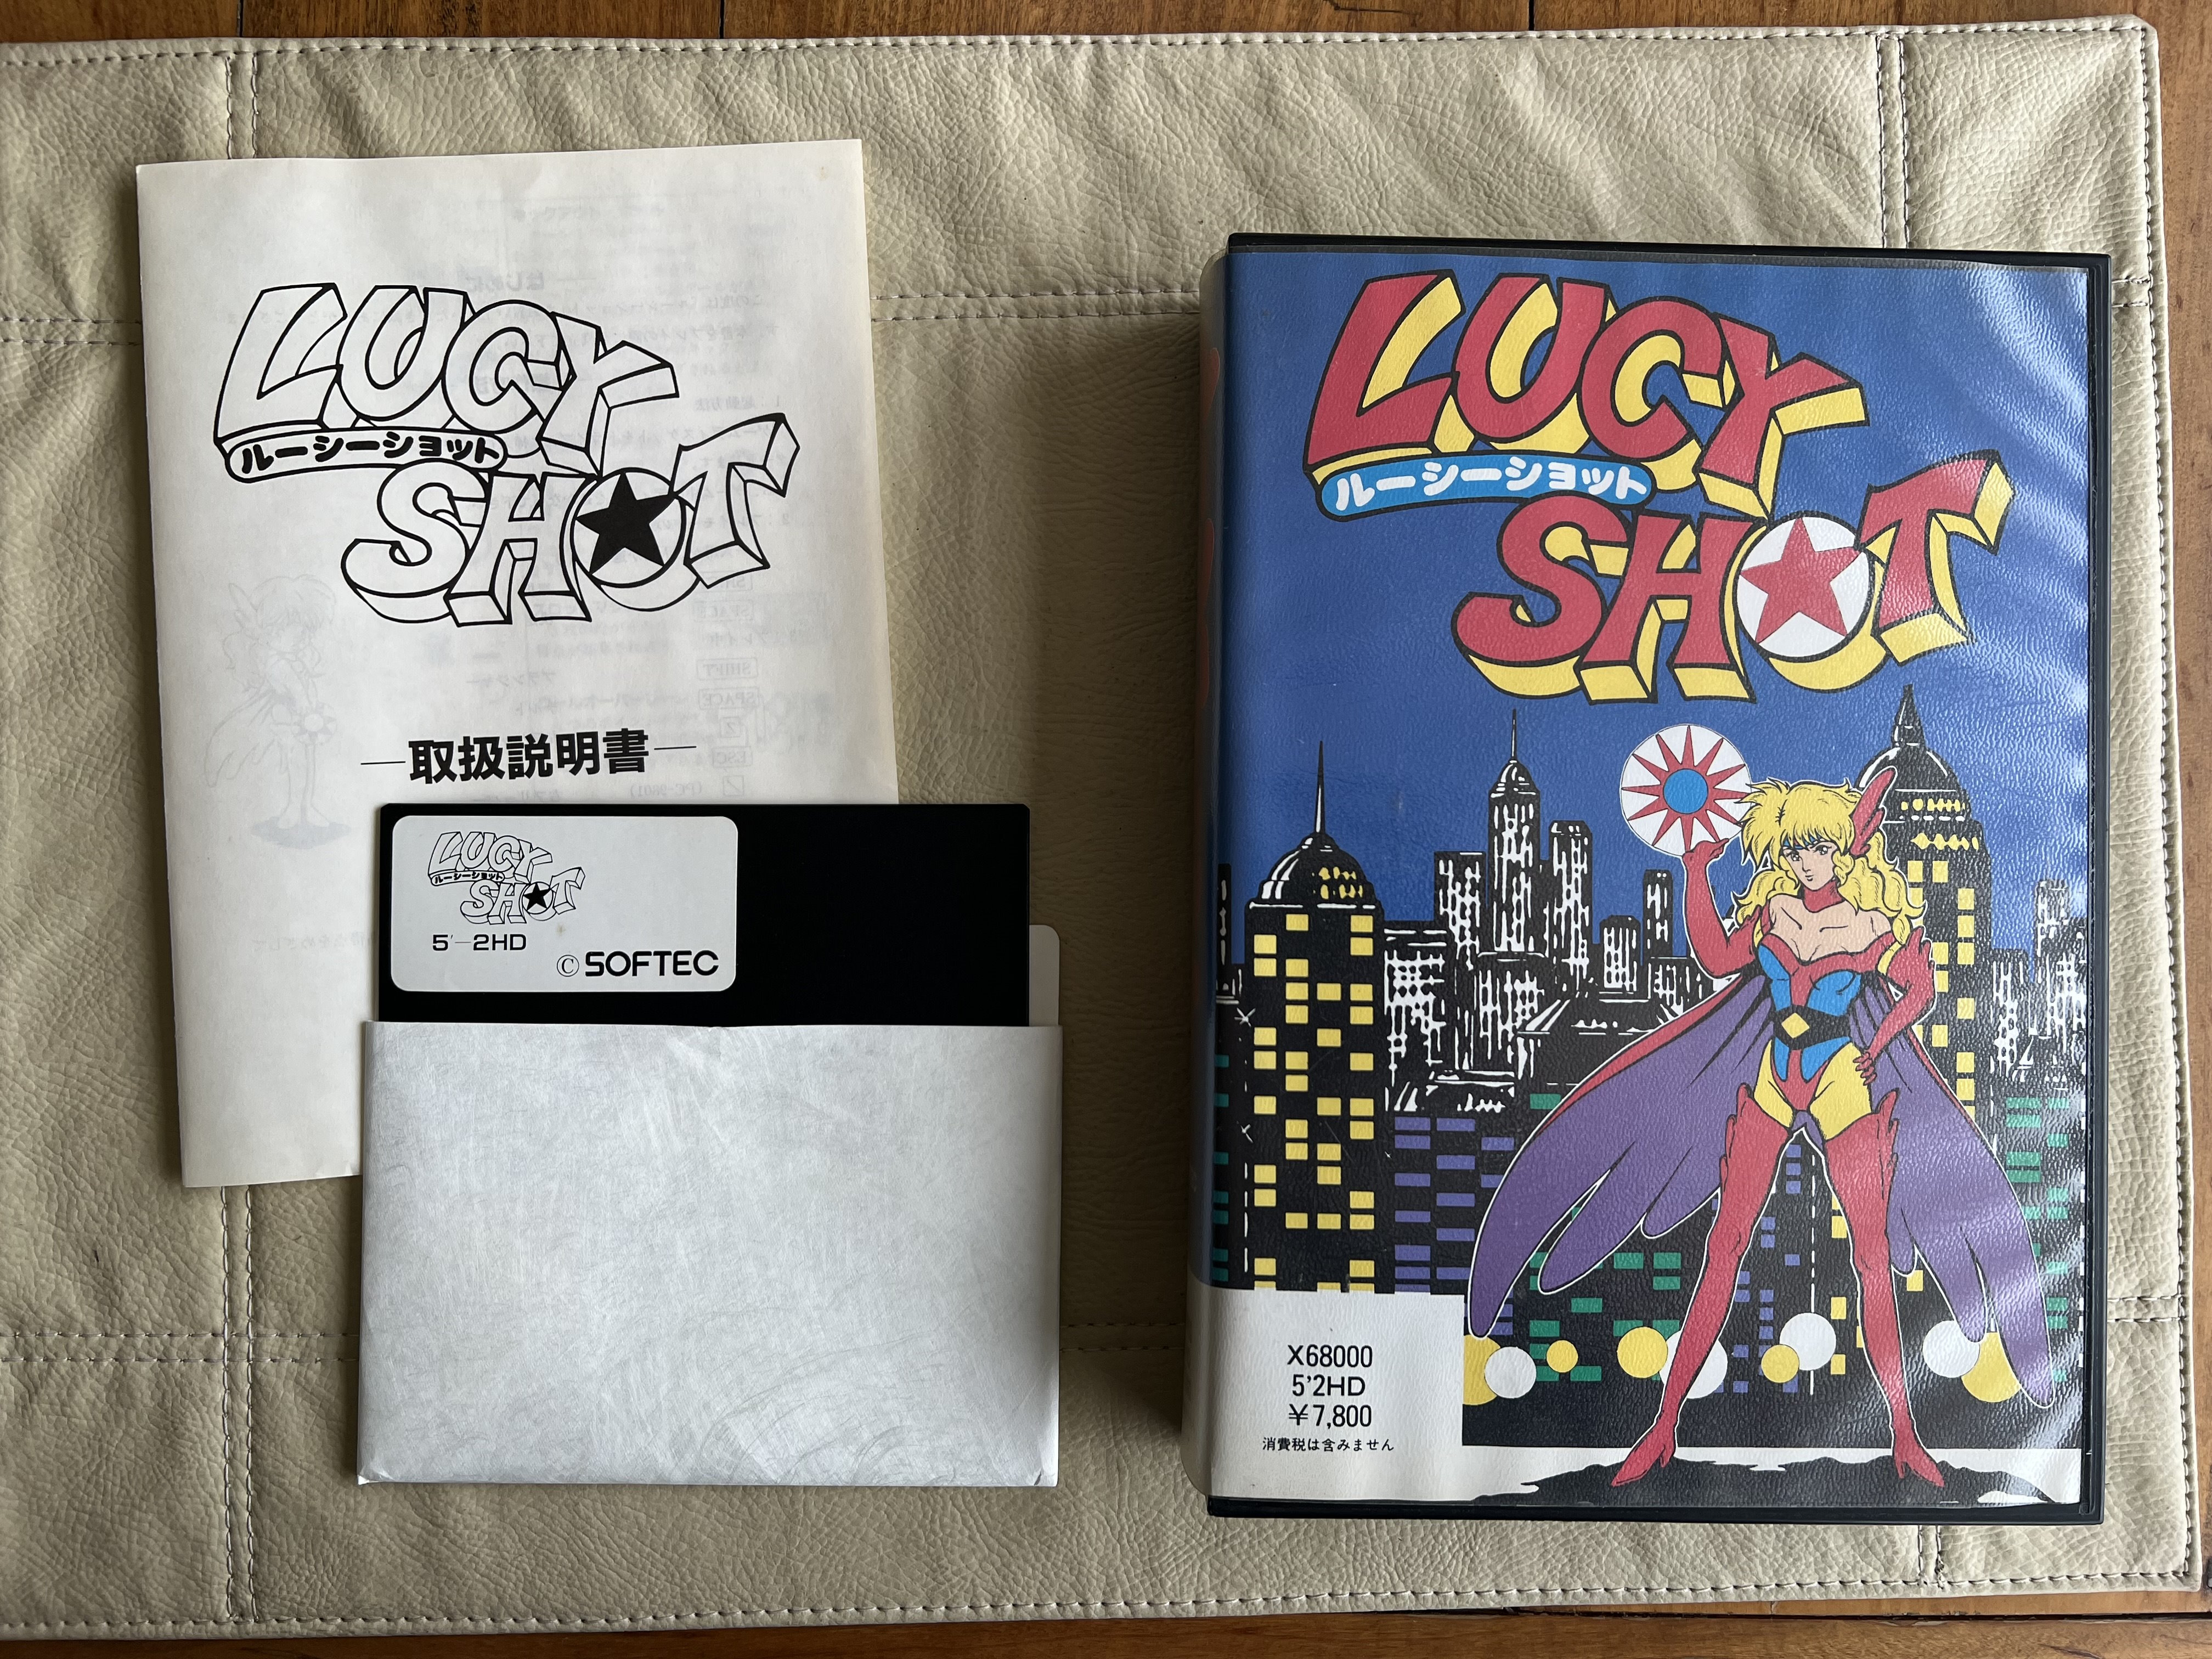 LUCY
ルーシーショット
SHOT
—取扱説明書—
LUCY
ルーシーショット
SHOT
5'—2HD
© SOFTEC
LUCY
ルーシーショット
SHOT
X68000
5'2HD
¥7,800
消費税は含みません